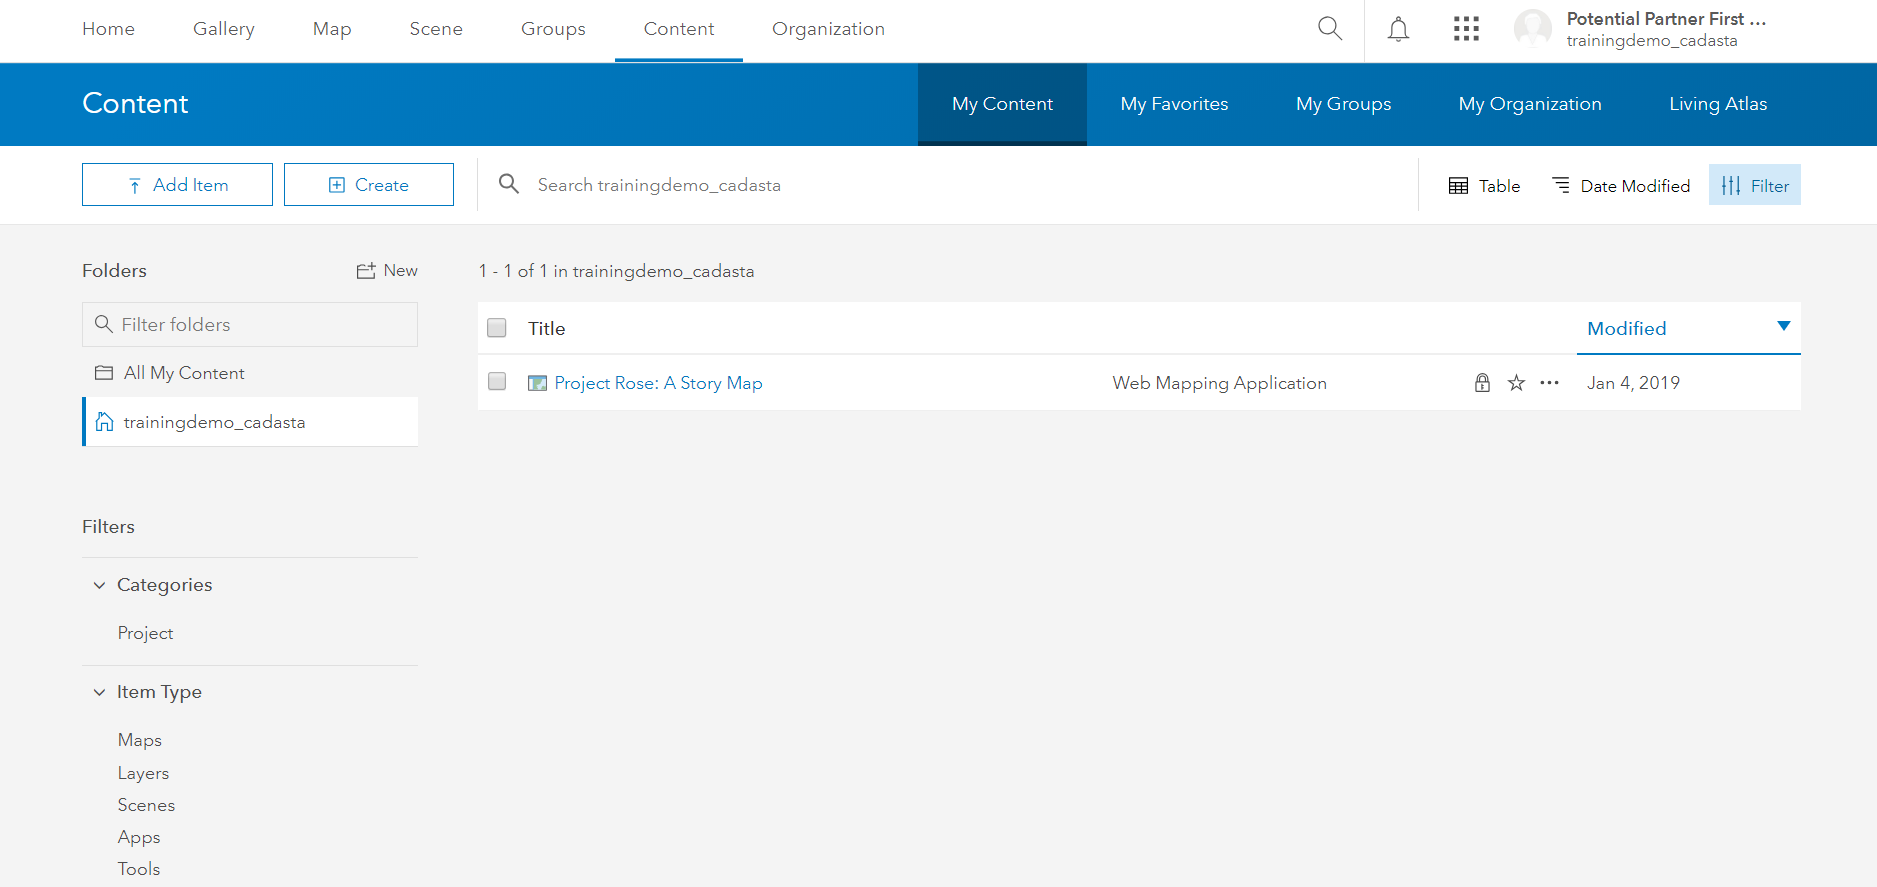 Home Gallery Map Scene Groups Content Organization
Potential Partner First ...
trainingdemo_cadasta
Content My Content My Favorites My Groups My Organization Living Atlas
Add Item Create Search trainingdemo_cadasta Table Date Modified Filter
Folders New
1 - 1 of 1 in trainingdemo_cadasta
Filter folders
Title Modified
All My Content
Project Rose: A Story Map Web Mapping Application Jan 4, 2019
trainingdemo_cadasta
Filters
Categories
Project
Item Type
Maps
Layers
Scenes
Apps
Tools